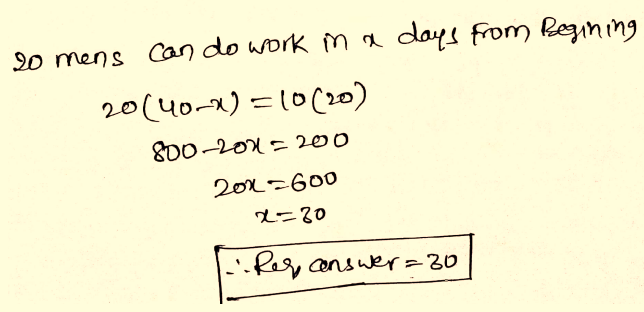 20 mens can do work in x days from Begining
20(40-x) = 10(20)
800-20x = 200
20x = 600
x = 30
∴ Req answer = 30